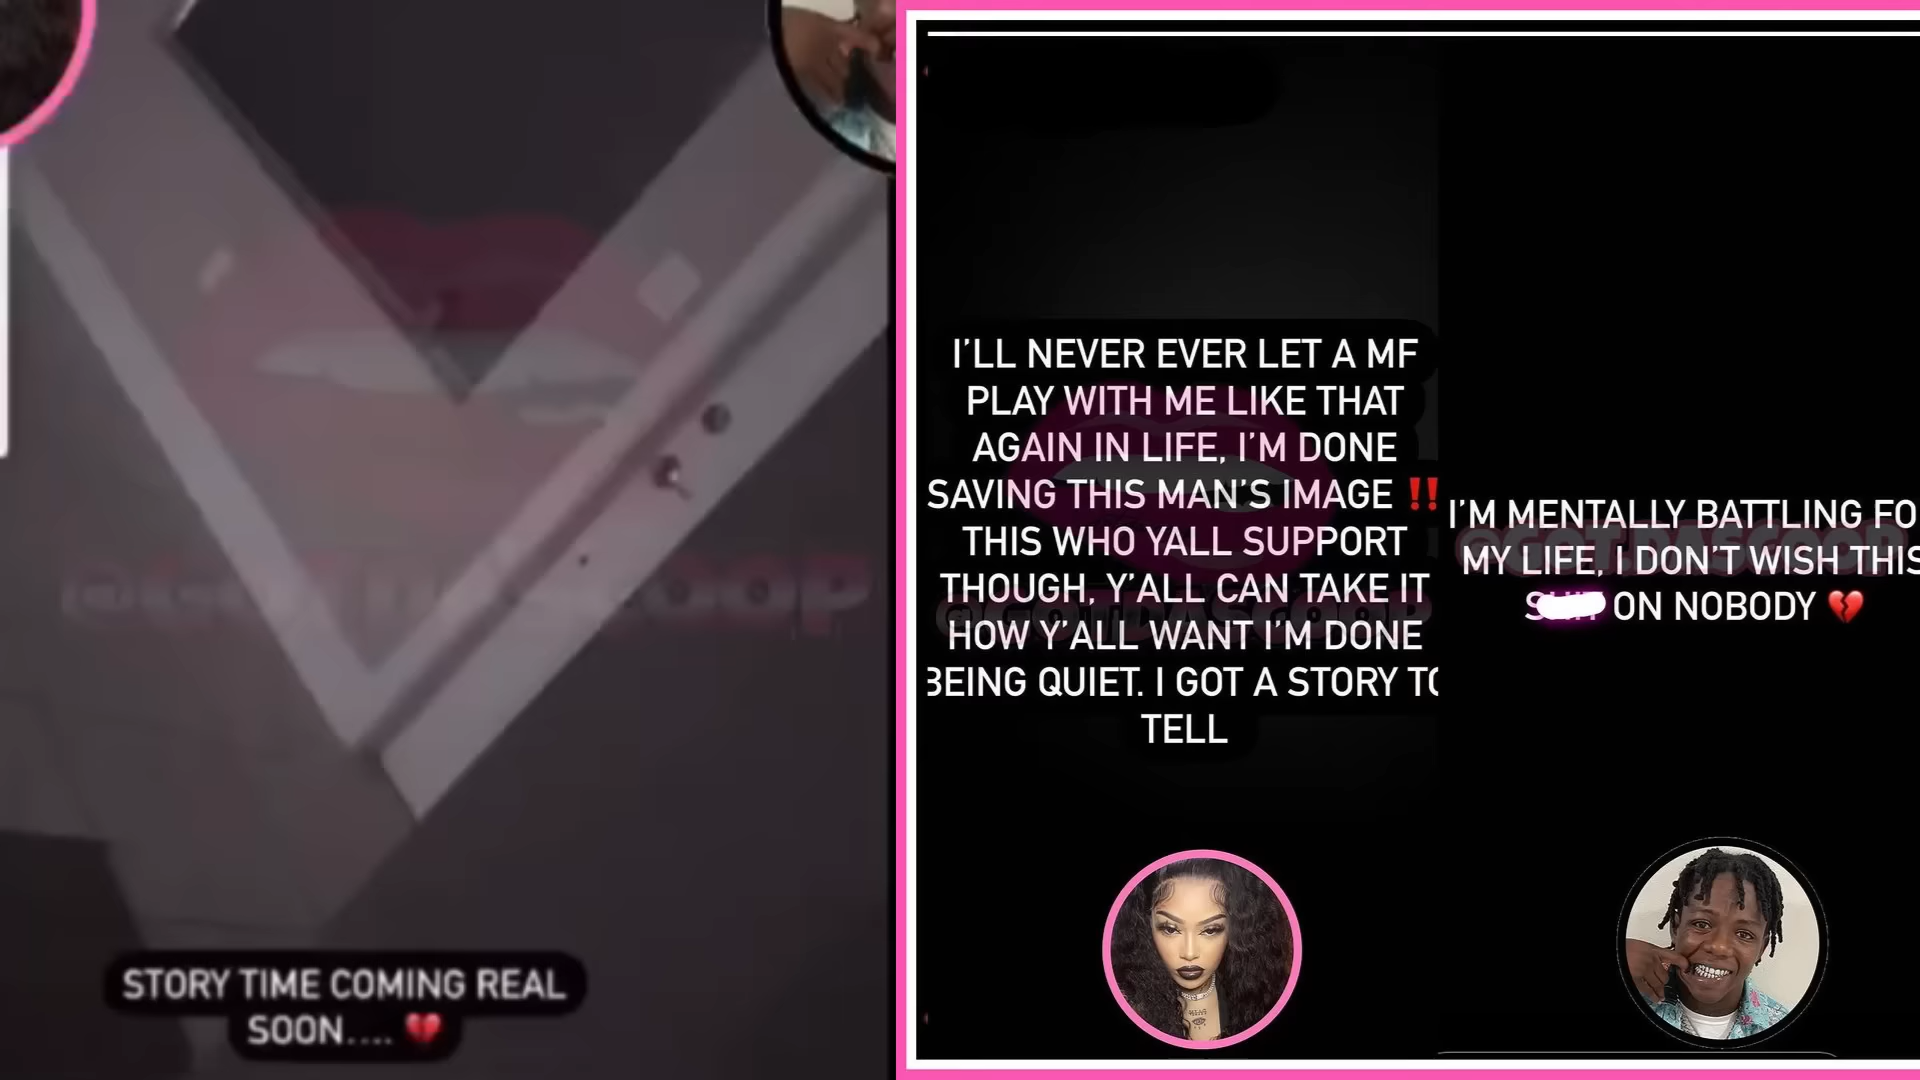 STORY TIME COMING REAL
SOON.... 💔
I'LL NEVER EVER LET A MF
PLAY WITH ME LIKE THAT
AGAIN IN LIFE, I'M DONE
SAVING THIS MAN'S IMAGE ‼️
THIS WHO YALL SUPPORT
THOUGH, Y'ALL CAN TAKE IT
HOW Y'ALL WANT I'M DONE
BEING QUIET. I GOT A STORY TO
TELL
@GOTDASCOOP
I'M MENTALLY BATTLING FO
MY LIFE, I DON'T WISH THIS
ON NOBODY 💔
@GOTDASCOOP